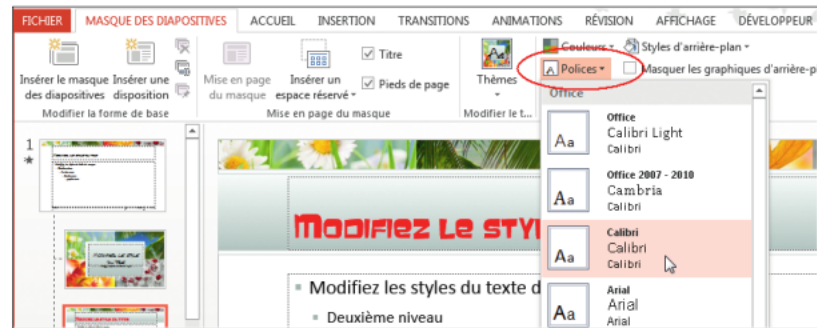 FICHIER MASQUE DES DIAPOSITIVES ACCUEIL INSERTION TRANSITIONS ANIMATIONS RÉVISION AFFICHAGE DÉVELOPPEUR
Insérer le masque des diapositives
Insérer une disposition
Modifier la forme de base
Mise en page du masque
Insérer un espace réservé
Titre
Pieds de page
Mise en page du masque
Thèmes
Modifier le t...
Couleurs
Polices
Styles d'arrière-plan
Masquer les graphiques d'arrière-pl
Office
Aa
Office
Calibri Light
Calibri
Aa
Office 2007 - 2010
Cambria
Calibri
Aa
Calibri
Calibri
Calibri
Aa
Arial
Arial
Arial
1
Modifiez le sty
Modifiez les styles du texte d
Deuxième niveau